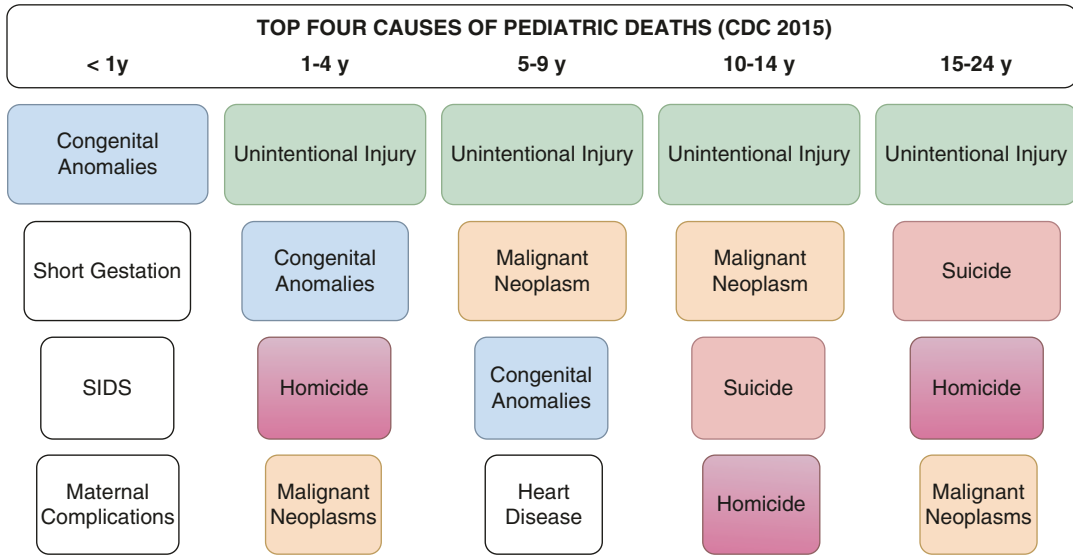 TOP FOUR CAUSES OF PEDIATRIC DEATHS (CDC 2015)
< 1y 1-4 y 5-9 y 10-14 y 15-24 y
Congenital
Anomalies
Unintentional Injury
Unintentional Injury
Unintentional Injury
Unintentional Injury
Short Gestation
Congenital
Anomalies
Malignant
Neoplasm
Malignant
Neoplasm
Suicide
SIDS
Homicide
Congenital
Anomalies
Suicide
Homicide
Maternal
Complications
Malignant
Neoplasms
Heart
Disease
Homicide
Malignant
Neoplasms